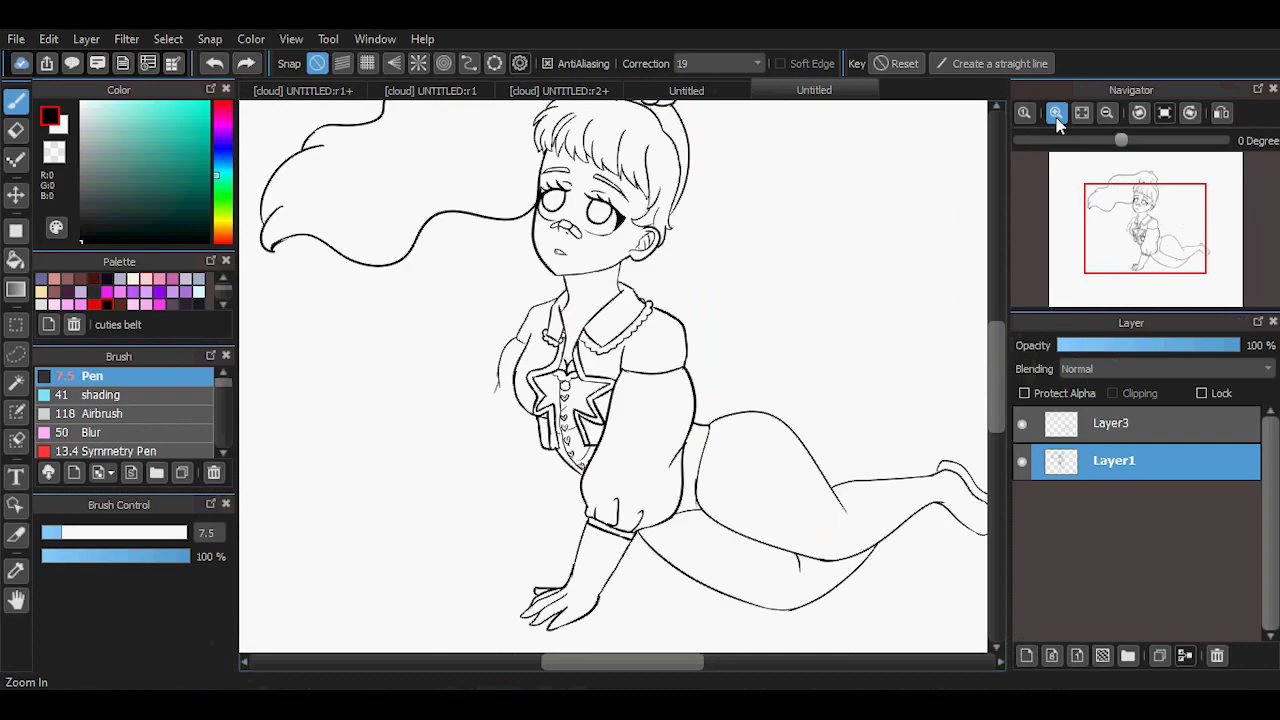 File Edit Layer Filter Select Snap Color View Tool Window Help
Snap AntiAliasing Correction 19 Soft Edge Key Reset Create a straight line
Color
[cloud] UNTITLED:r1+ [cloud] UNTITLED:r1 [cloud] UNTITLED:r2+ Untitled Untitled
Navigator
0 Degree
R:0
G:0
B:0
Palette
cuties belt
Brush
7.5 Pen
41 shading
118 Airbrush
50 Blur
13.4 Symmetry Pen
Brush Control
7.5
100 %
Layer
Opacity 100 %
Blending Normal
Protect Alpha Clipping Lock
Layer3
Layer1
Zoom In